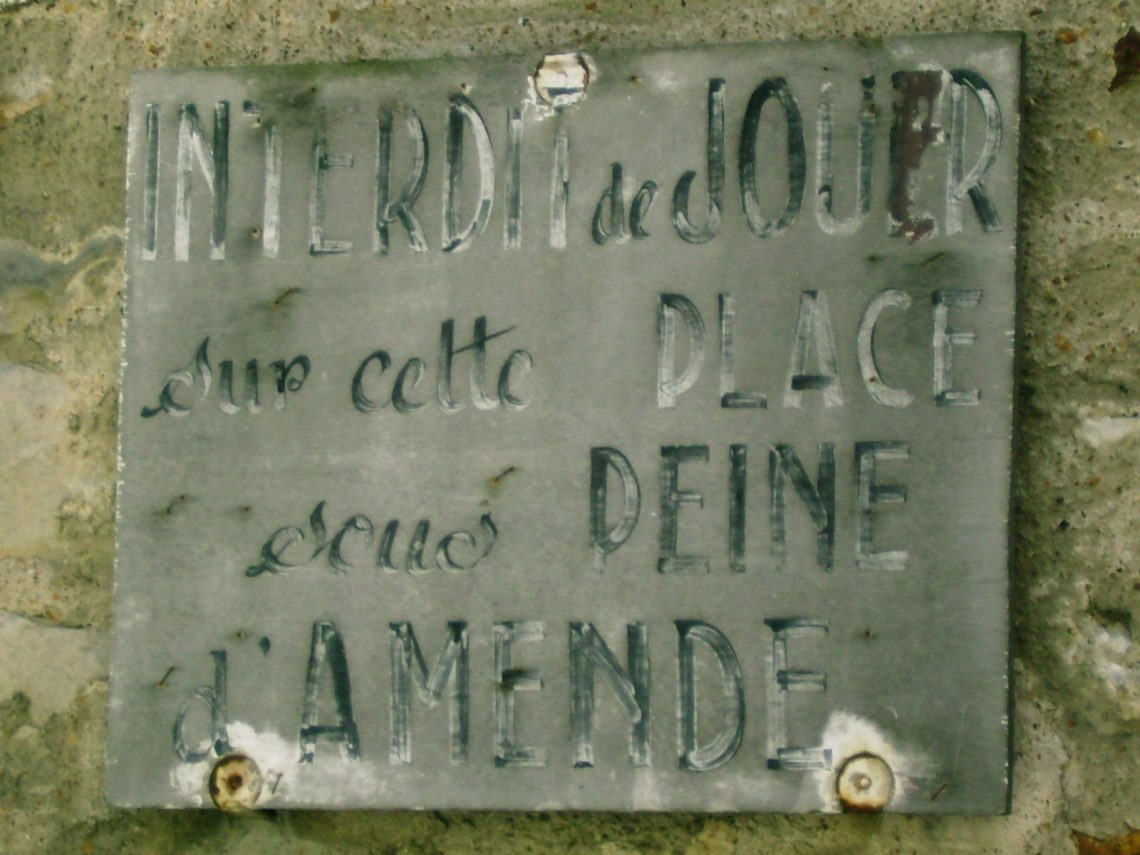 INTERDIT de JOUER
sur cette PLACE
sous PEINE
d'AMENDE